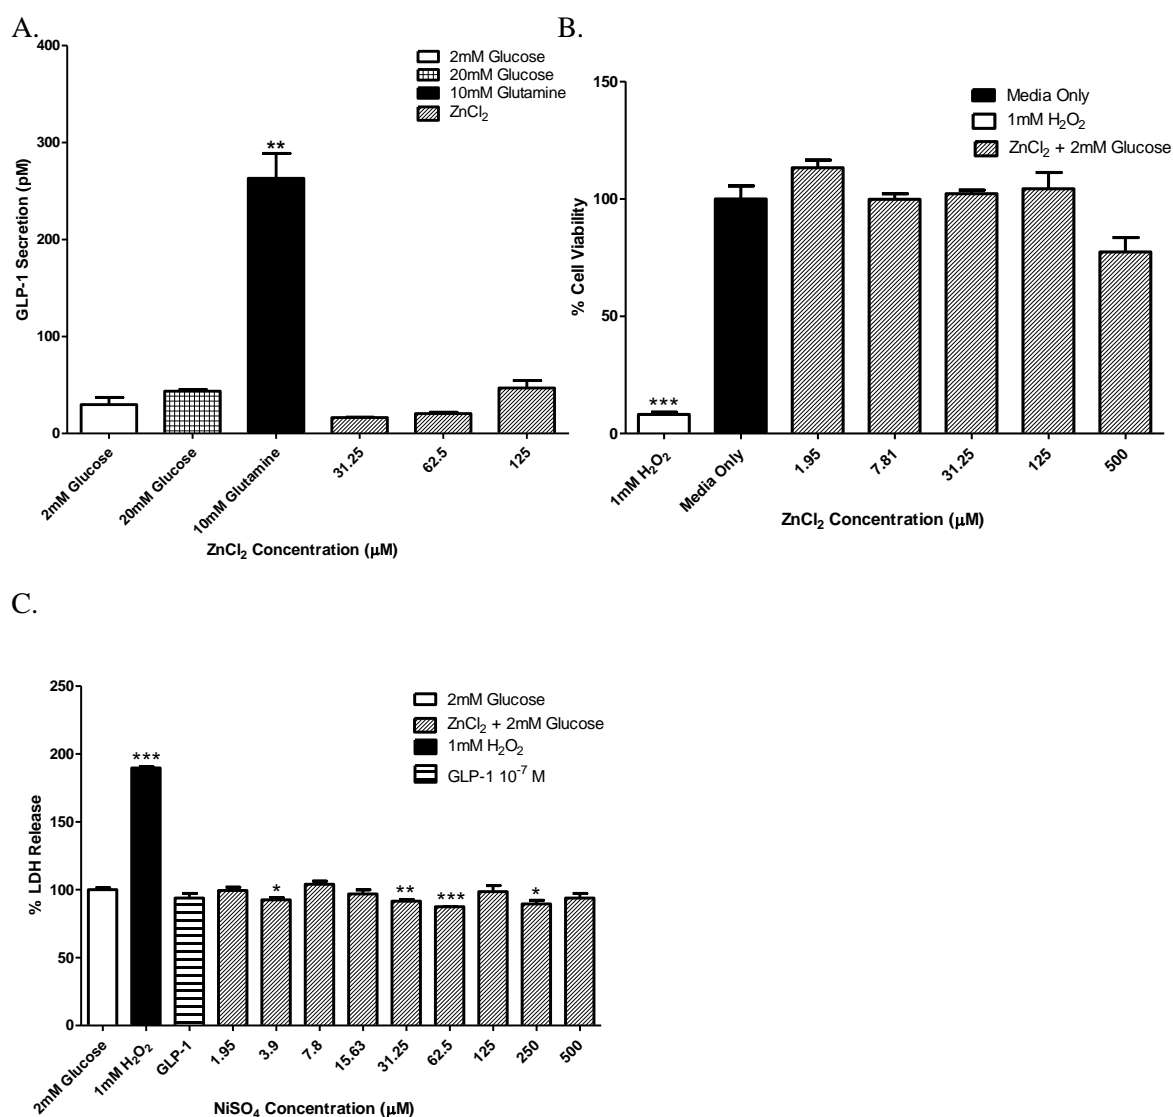 A.
400
300
200
100
0
GLP-1 Secretion (pM)
2mM Glucose
20mM Glucose
10mM Glutamine
ZnCl₂
**
2mM Glucose
20mM Glucose
10mM Glutamine
31.25
62.5
125
ZnCl₂ Concentration (µM)
B.
150
100
50
0
% Cell Viability
Media Only
1mM H₂O₂
ZnCl₂ + 2mM Glucose
***
1mM H₂O₂
Media Only
1.95
7.81
31.25
125
500
ZnCl₂ Concentration (µM)
C.
250
200
150
100
50
0
% LDH Release
2mM Glucose
ZnCl₂ + 2mM Glucose
1mM H₂O₂
GLP-1 10⁻⁷ M
***
*
**
***
*
2mM Glucose
1mM H₂O₂
GLP-1
1.95
3.9
7.8
15.63
31.25
62.5
125
250
500
NiSO₄ Concentration (µM)